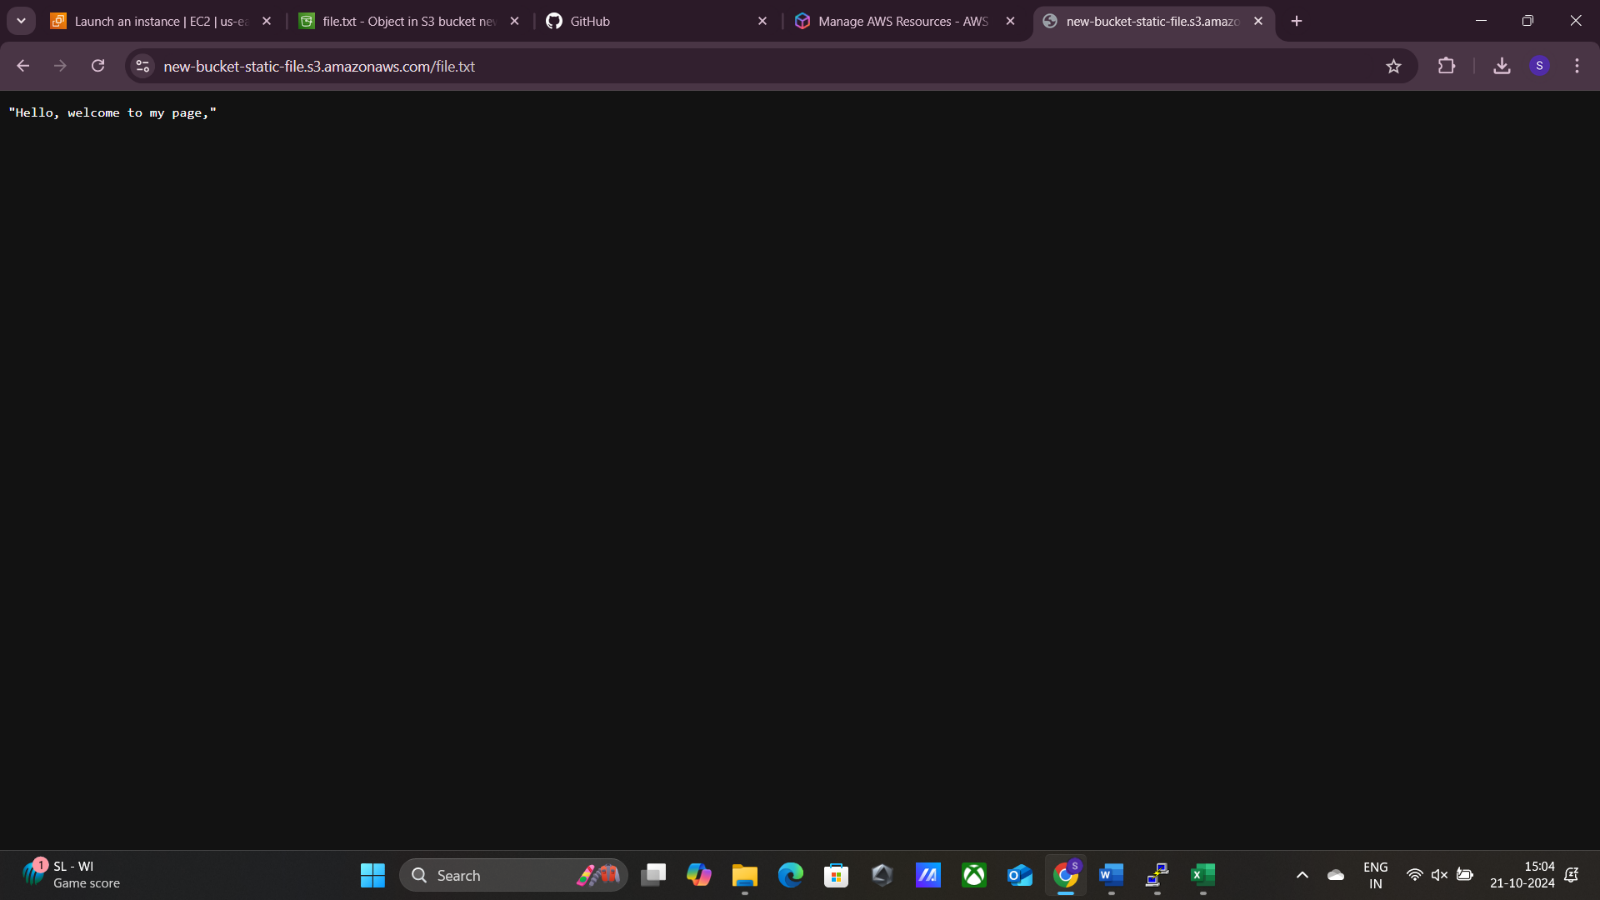 Launch an instance | EC2 | us-ea
file.txt - Object in S3 bucket ne
GitHub
Manage AWS Resources - AWS
new-bucket-static-file.s3.amazo
new-bucket-static-file.s3.amazonaws.com/file.txt
S
"Hello, welcome to my page,"
1
SL - WI
Game score
Search
S
ENG
IN
15:04
21-10-2024